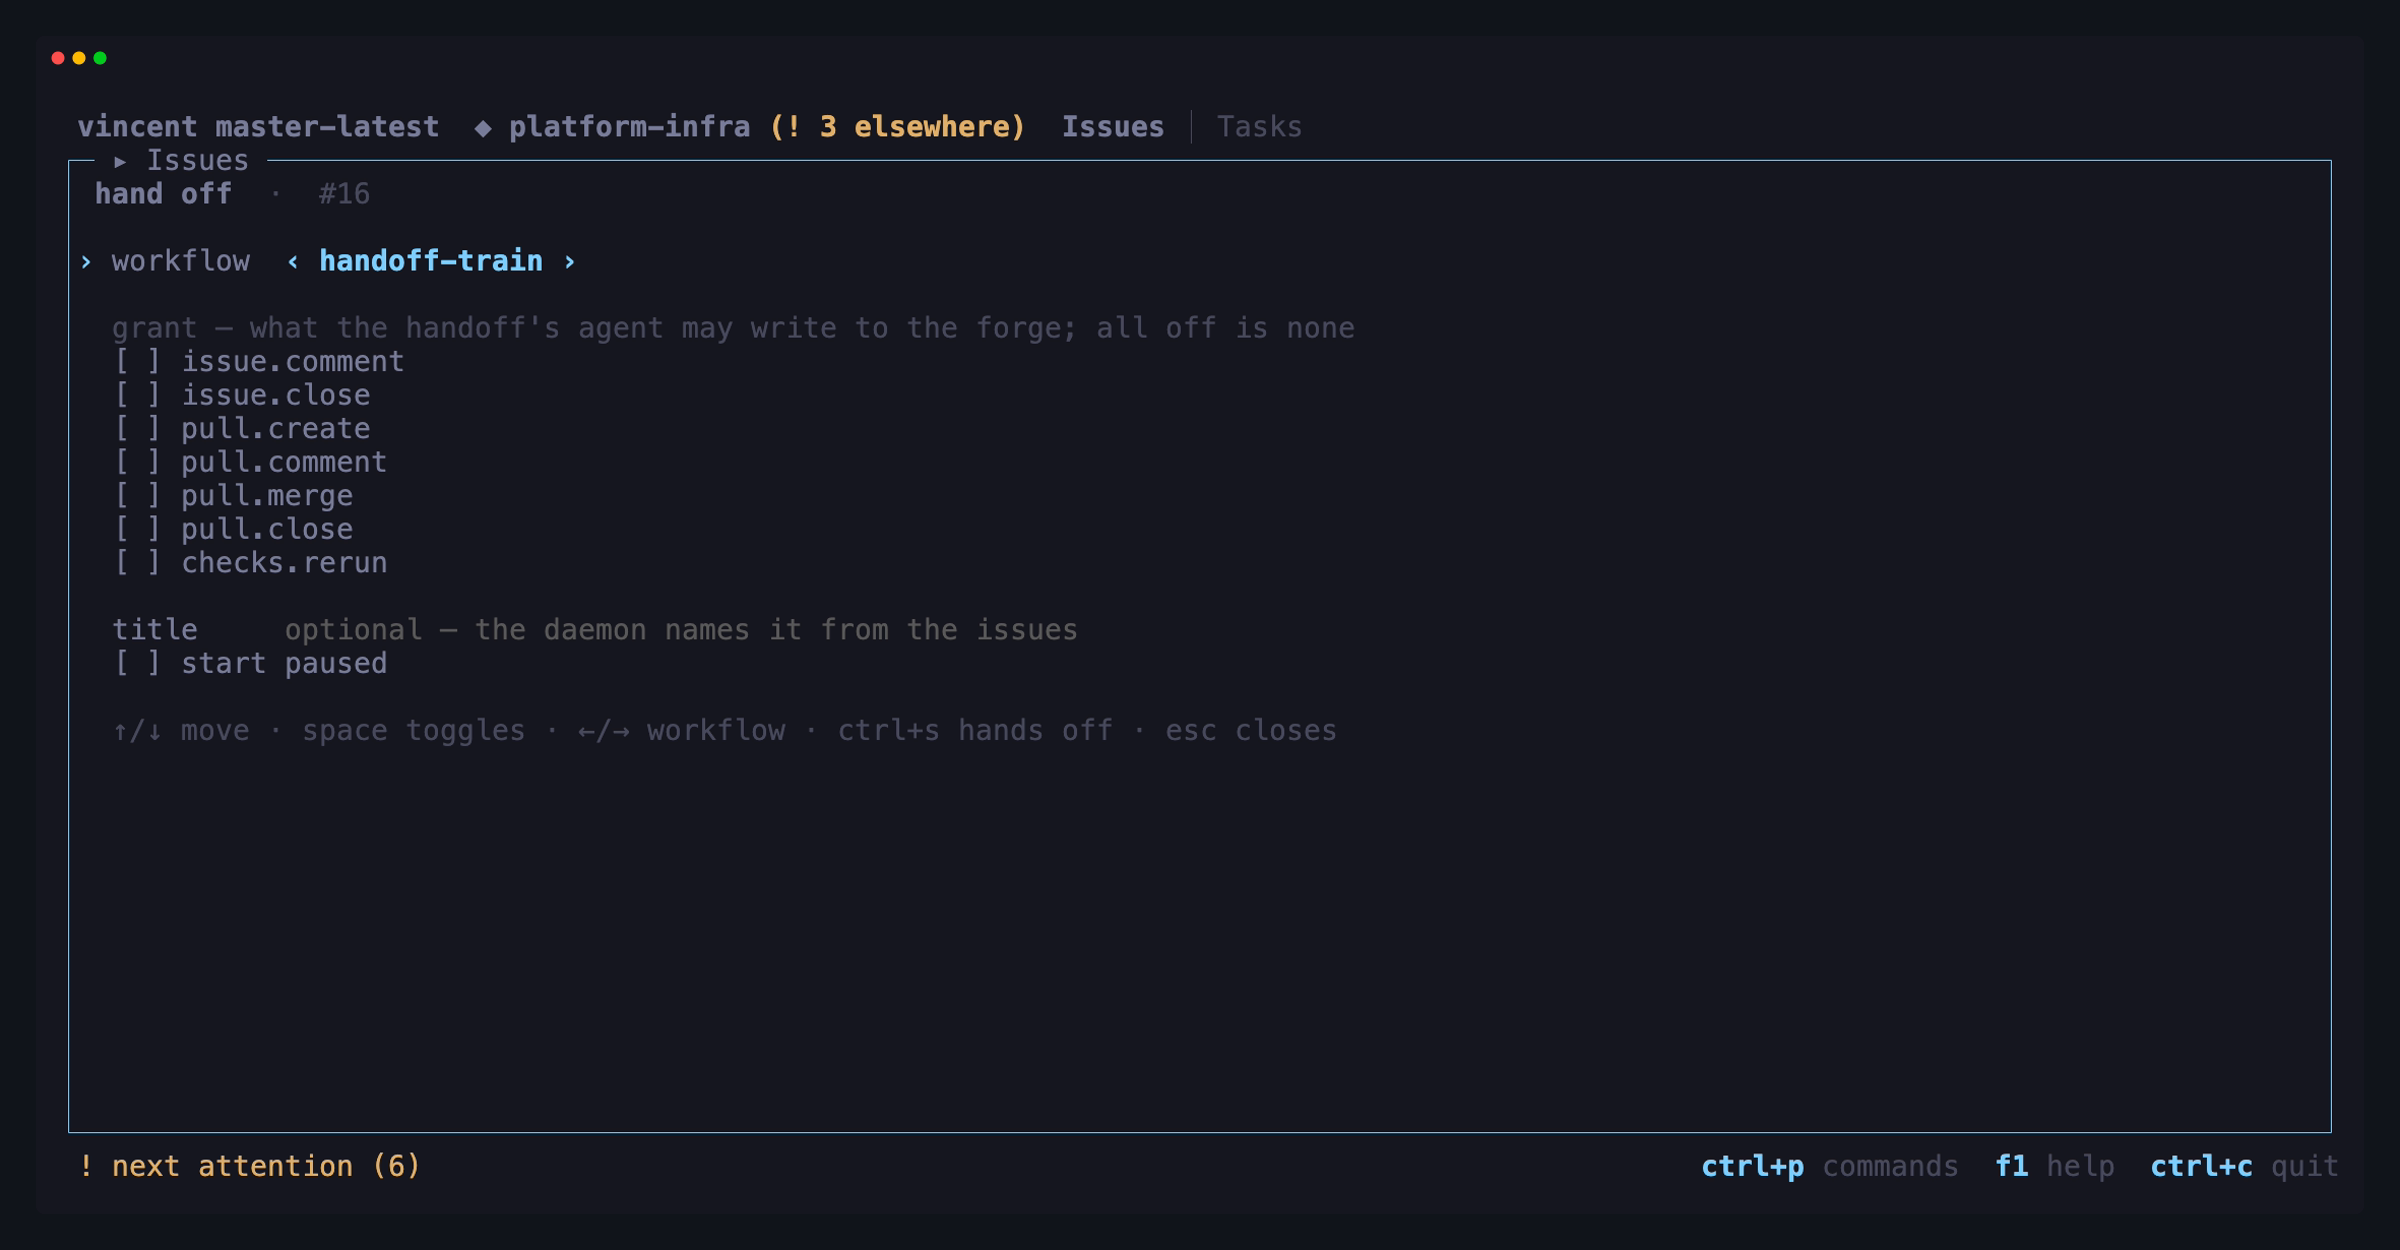 vincent master-latest ◆ platform-infra (! 3 elsewhere) Issues │ Tasks
▸ Issues
hand off · #16
› workflow ‹ handoff-train ›
grant — what the handoff's agent may write to the forge; all off is none
[ ] issue.comment
[ ] issue.close
[ ] pull.create
[ ] pull.comment
[ ] pull.merge
[ ] pull.close
[ ] checks.rerun
title optional — the daemon names it from the issues
[ ] start paused
↑/↓ move · space toggles · ←/→ workflow · ctrl+s hands off · esc closes
! next attention (6) ctrl+p commands f1 help ctrl+c quit